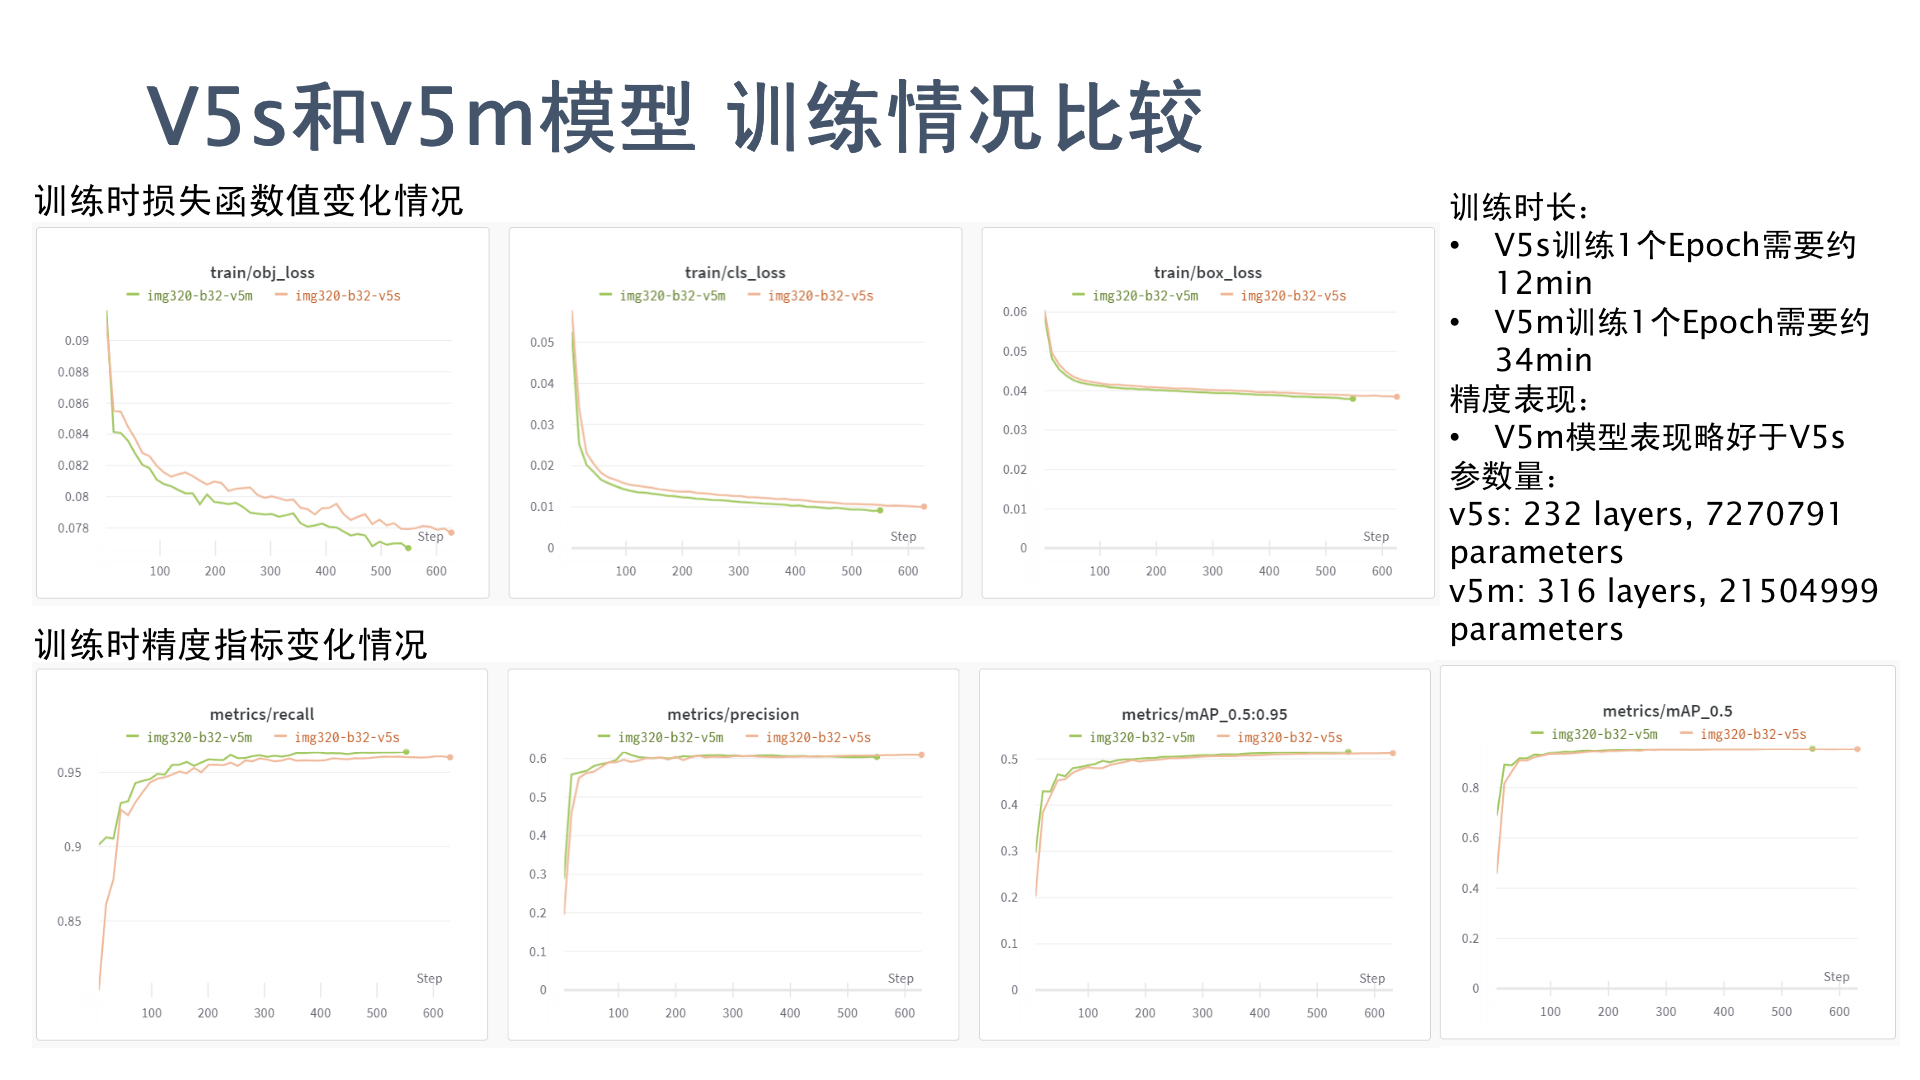 V5s和v5m模型 训练情况比较
训练时损失函数值变化情况
train/obj_loss
img320-b32-v5m img320-b32-v5s
0.09
0.088
0.086
0.084
0.082
0.08
0.078
Step
100 200 300 400 500 600
train/cls_loss
img320-b32-v5m img320-b32-v5s
0.05
0.04
0.03
0.02
0.01
0
Step
100 200 300 400 500 600
train/box_loss
img320-b32-v5m img320-b32-v5s
0.06
0.05
0.04
0.03
0.02
0.01
0
Step
100 200 300 400 500 600
训练时长：
• V5s训练1个Epoch需要约
12min
• V5m训练1个Epoch需要约
34min
精度表现：
• V5m模型表现略好于V5s
参数量：
v5s: 232 layers, 7270791
parameters
v5m: 316 layers, 21504999
parameters
训练时精度指标变化情况
metrics/recall
img320-b32-v5m img320-b32-v5s
0.95
0.9
0.85
Step
100 200 300 400 500 600
metrics/precision
img320-b32-v5m img320-b32-v5s
0.6
0.5
0.4
0.3
0.2
0.1
0
Step
100 200 300 400 500 600
metrics/mAP_0.5:0.95
img320-b32-v5m img320-b32-v5s
0.5
0.4
0.3
0.2
0.1
0
Step
100 200 300 400 500 600
metrics/mAP_0.5
img320-b32-v5m img320-b32-v5s
0.8
0.6
0.4
0.2
0
Step
100 200 300 400 500 600